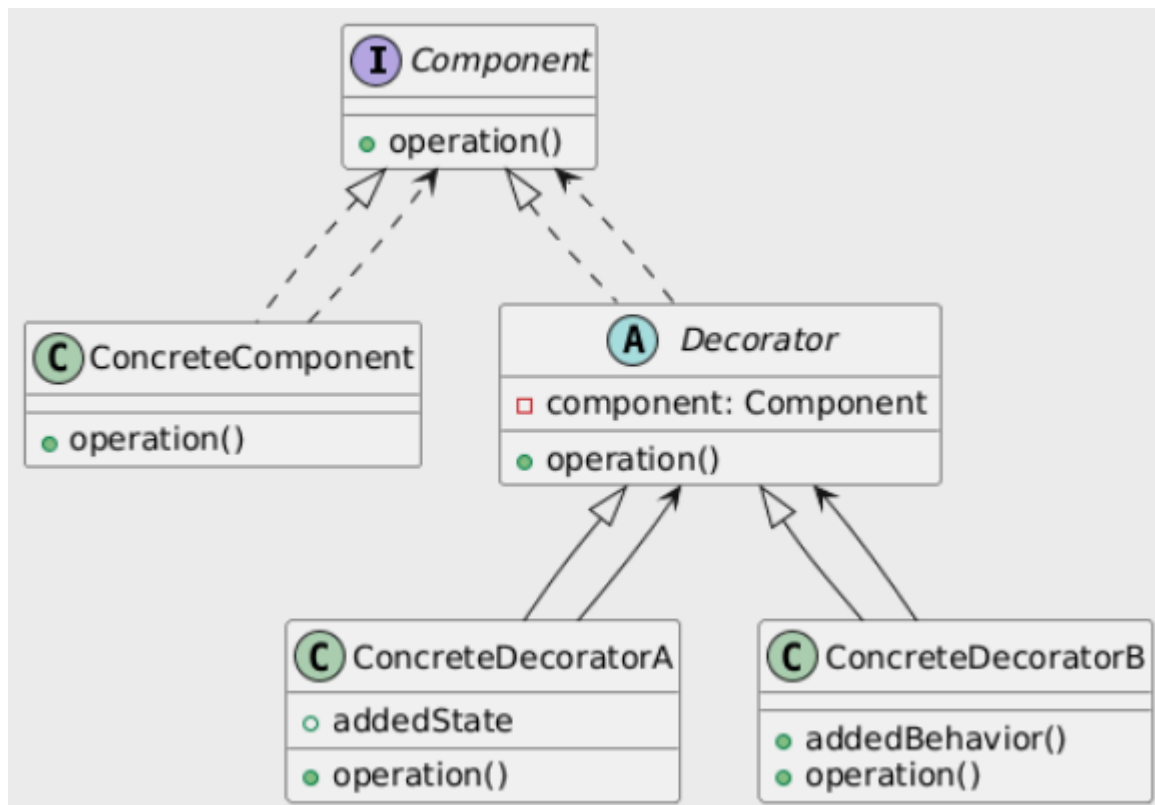 I Component
operation()
C ConcreteComponent
operation()
A Decorator
component: Component
operation()
C ConcreteDecoratorA
addedState
operation()
C ConcreteDecoratorB
addedBehavior()
operation()